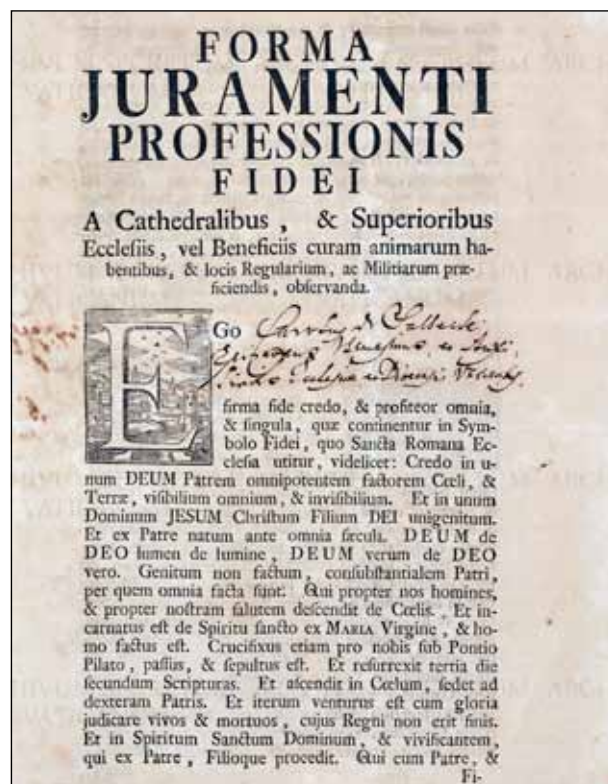 FORMA
JURAMENTI
PROFESSIONIS
FIDEI
A Cathedralibus , & Superioribus
Ecclesiis , vel Beneficiis curam animarum ha-
bentibus, & locis Regularium, ac Militiarum præ-
ficiendis, observanda.
EGo
firma fide credo, & profiteor omnia,
& singula, quæ continentur in Sym-
bolo Fidei, quo Sancta Romana Ec-
clesia utitur, videlicet: Credo in u-
num DEUM Patrem omnipotentem factorem Cœli, &
Terræ, visibilium omnium, & invisibilium. Et in unum
Dominum JESUM Christum Filium DEI unigenitum.
Et ex Patre natum ante omnia sæcula. DEUM de
DEO lumen de lumine, DEUM verum de DEO
vero. Genitum non factum, consubstantialem Patri,
per quem omnia facta sunt. Qui propter nos homines,
& propter nostram salutem descendit de Cœlis. Et in-
carnatus est de Spiritu sancto ex MARIA Virgine, & ho-
mo factus est. Crucifixus etiam pro nobis sub Pontio
Pilato, passus, & sepultus est. Et resurrexit tertia die
secundum Scripturas. Et ascendit in Cœlum, sedet ad
dexteram Patris. Et iterum venturus est cum gloria
judicare vivos & mortuos, cujus Regni non erit finis.
Et in Spiritum Sanctum Dominum, & vivificantem,
qui ex Patre, Filioque procedit. Qui cum Patre, &
Fi-